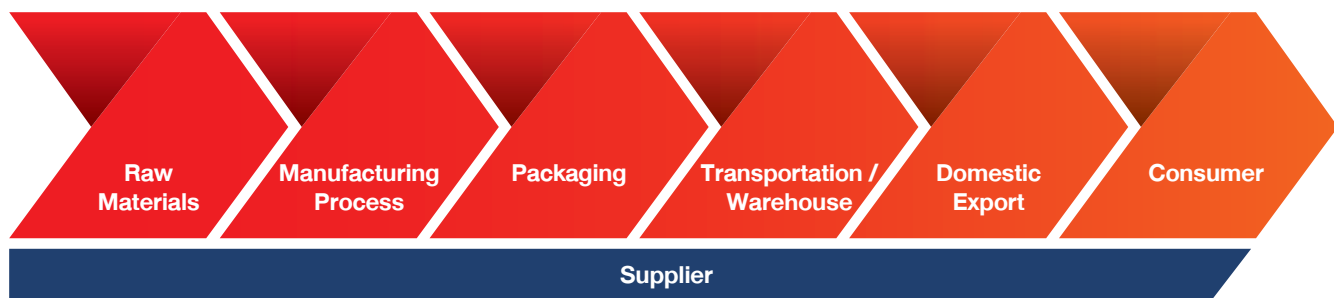 Raw
Materials
Manufacturing
Process
Packaging
Transportation /
Warehouse
Domestic
Export
Consumer
Supplier